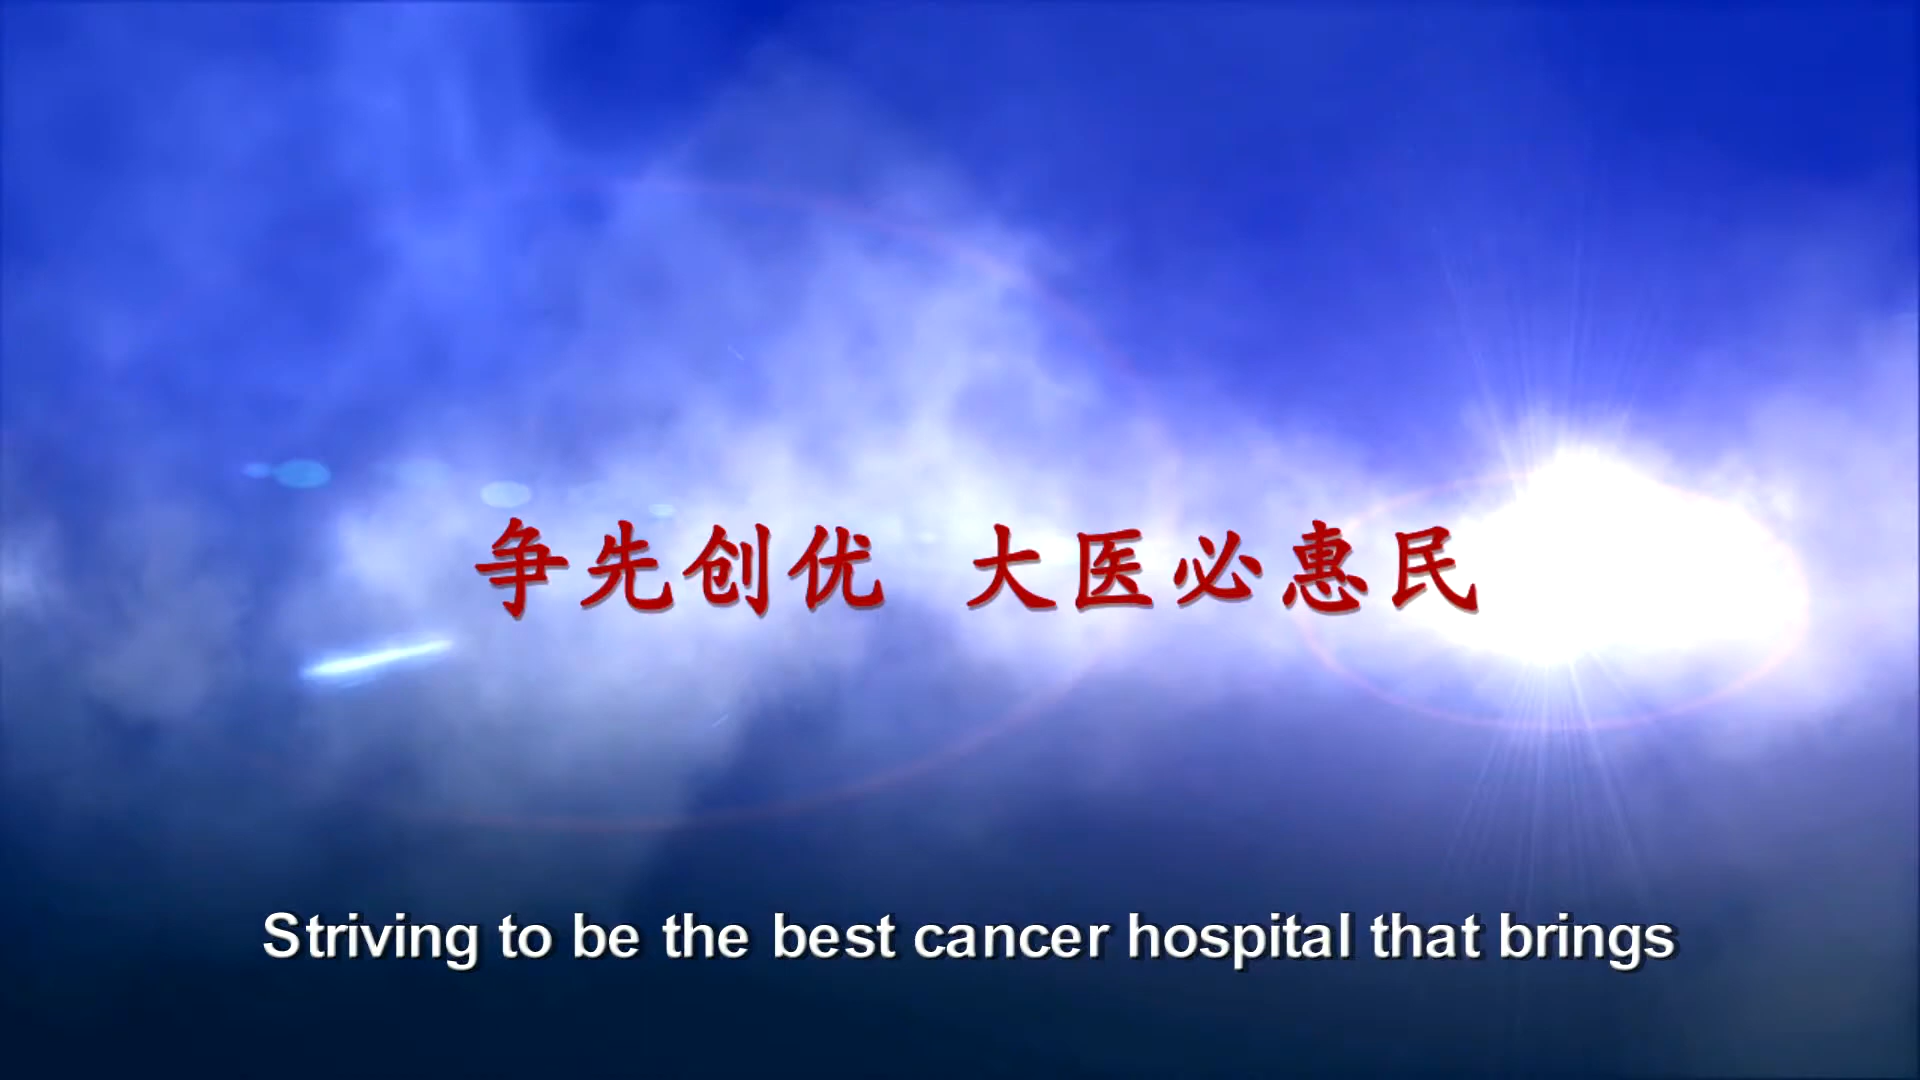 争先创优 大医必惠民
Striving to be the best cancer hospital that brings